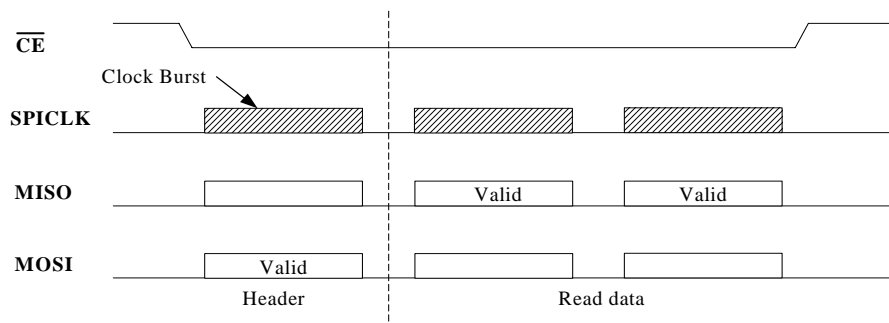 CE
Clock Burst
SPICLK
MISO
Valid
Valid
MOSI
Valid
Header
Read data